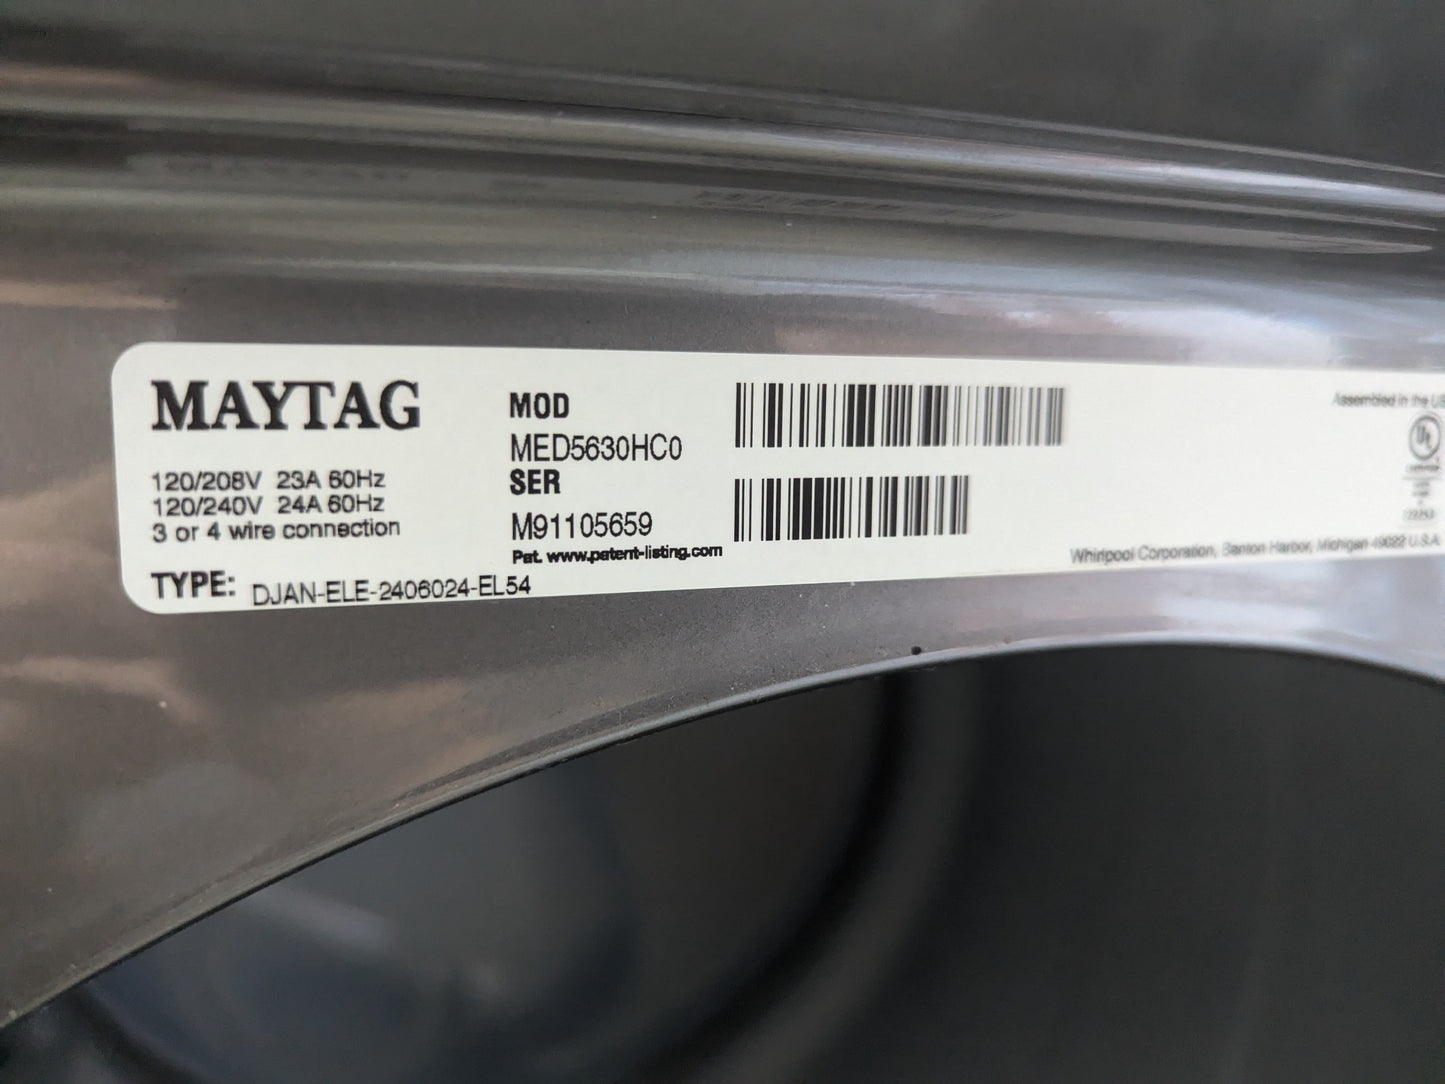 MAYTAG
120/208V 23A 60Hz
120/240V 24A 60Hz
3 or 4 wire connection
TYPE: DJAN-ELE-2406024-EL54
MOD
MED5630HC0
SER
M91105659
Pat. www.patent-listing.com
Assembled in the US
UL
Whirlpool Corporation, Benton Harbor, Michigan 49022 U.S.A